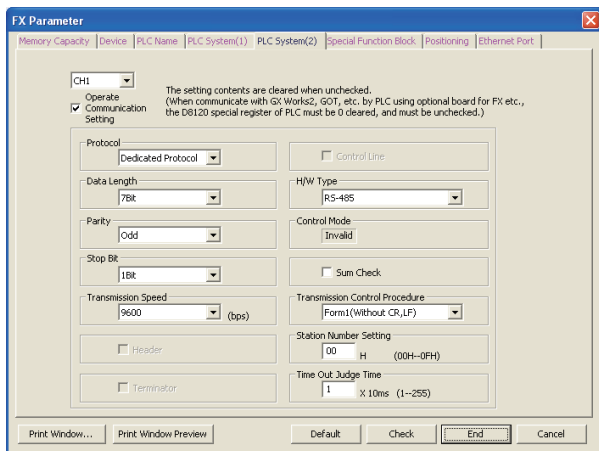 FX Parameter
Memory Capacity Device PLC Name PLC System(1) PLC System(2) Special Function Block Positioning Ethernet Port
CH1
Operate
Communication
Setting
The setting contents are cleared when unchecked.
(When communicate with GX Works2, GOT, etc. by PLC using optional board for FX etc.,
the D8120 special register of PLC must be 0 cleared, and must be unchecked.)
Protocol
Dedicated Protocol
Control Line
Data Length
7Bit
H/W Type
RS-485
Parity
Odd
Control Mode
Invalid
Stop Bit
1Bit
Sum Check
Transmission Speed
9600 (bps)
Transmission Control Procedure
Form1(Without CR,LF)
Header
Station Number Setting
00 H (00H--0FH)
Terminator
Time Out Judge Time
1 X 10ms (1--255)
Print Window... Print Window Preview Default Check End Cancel